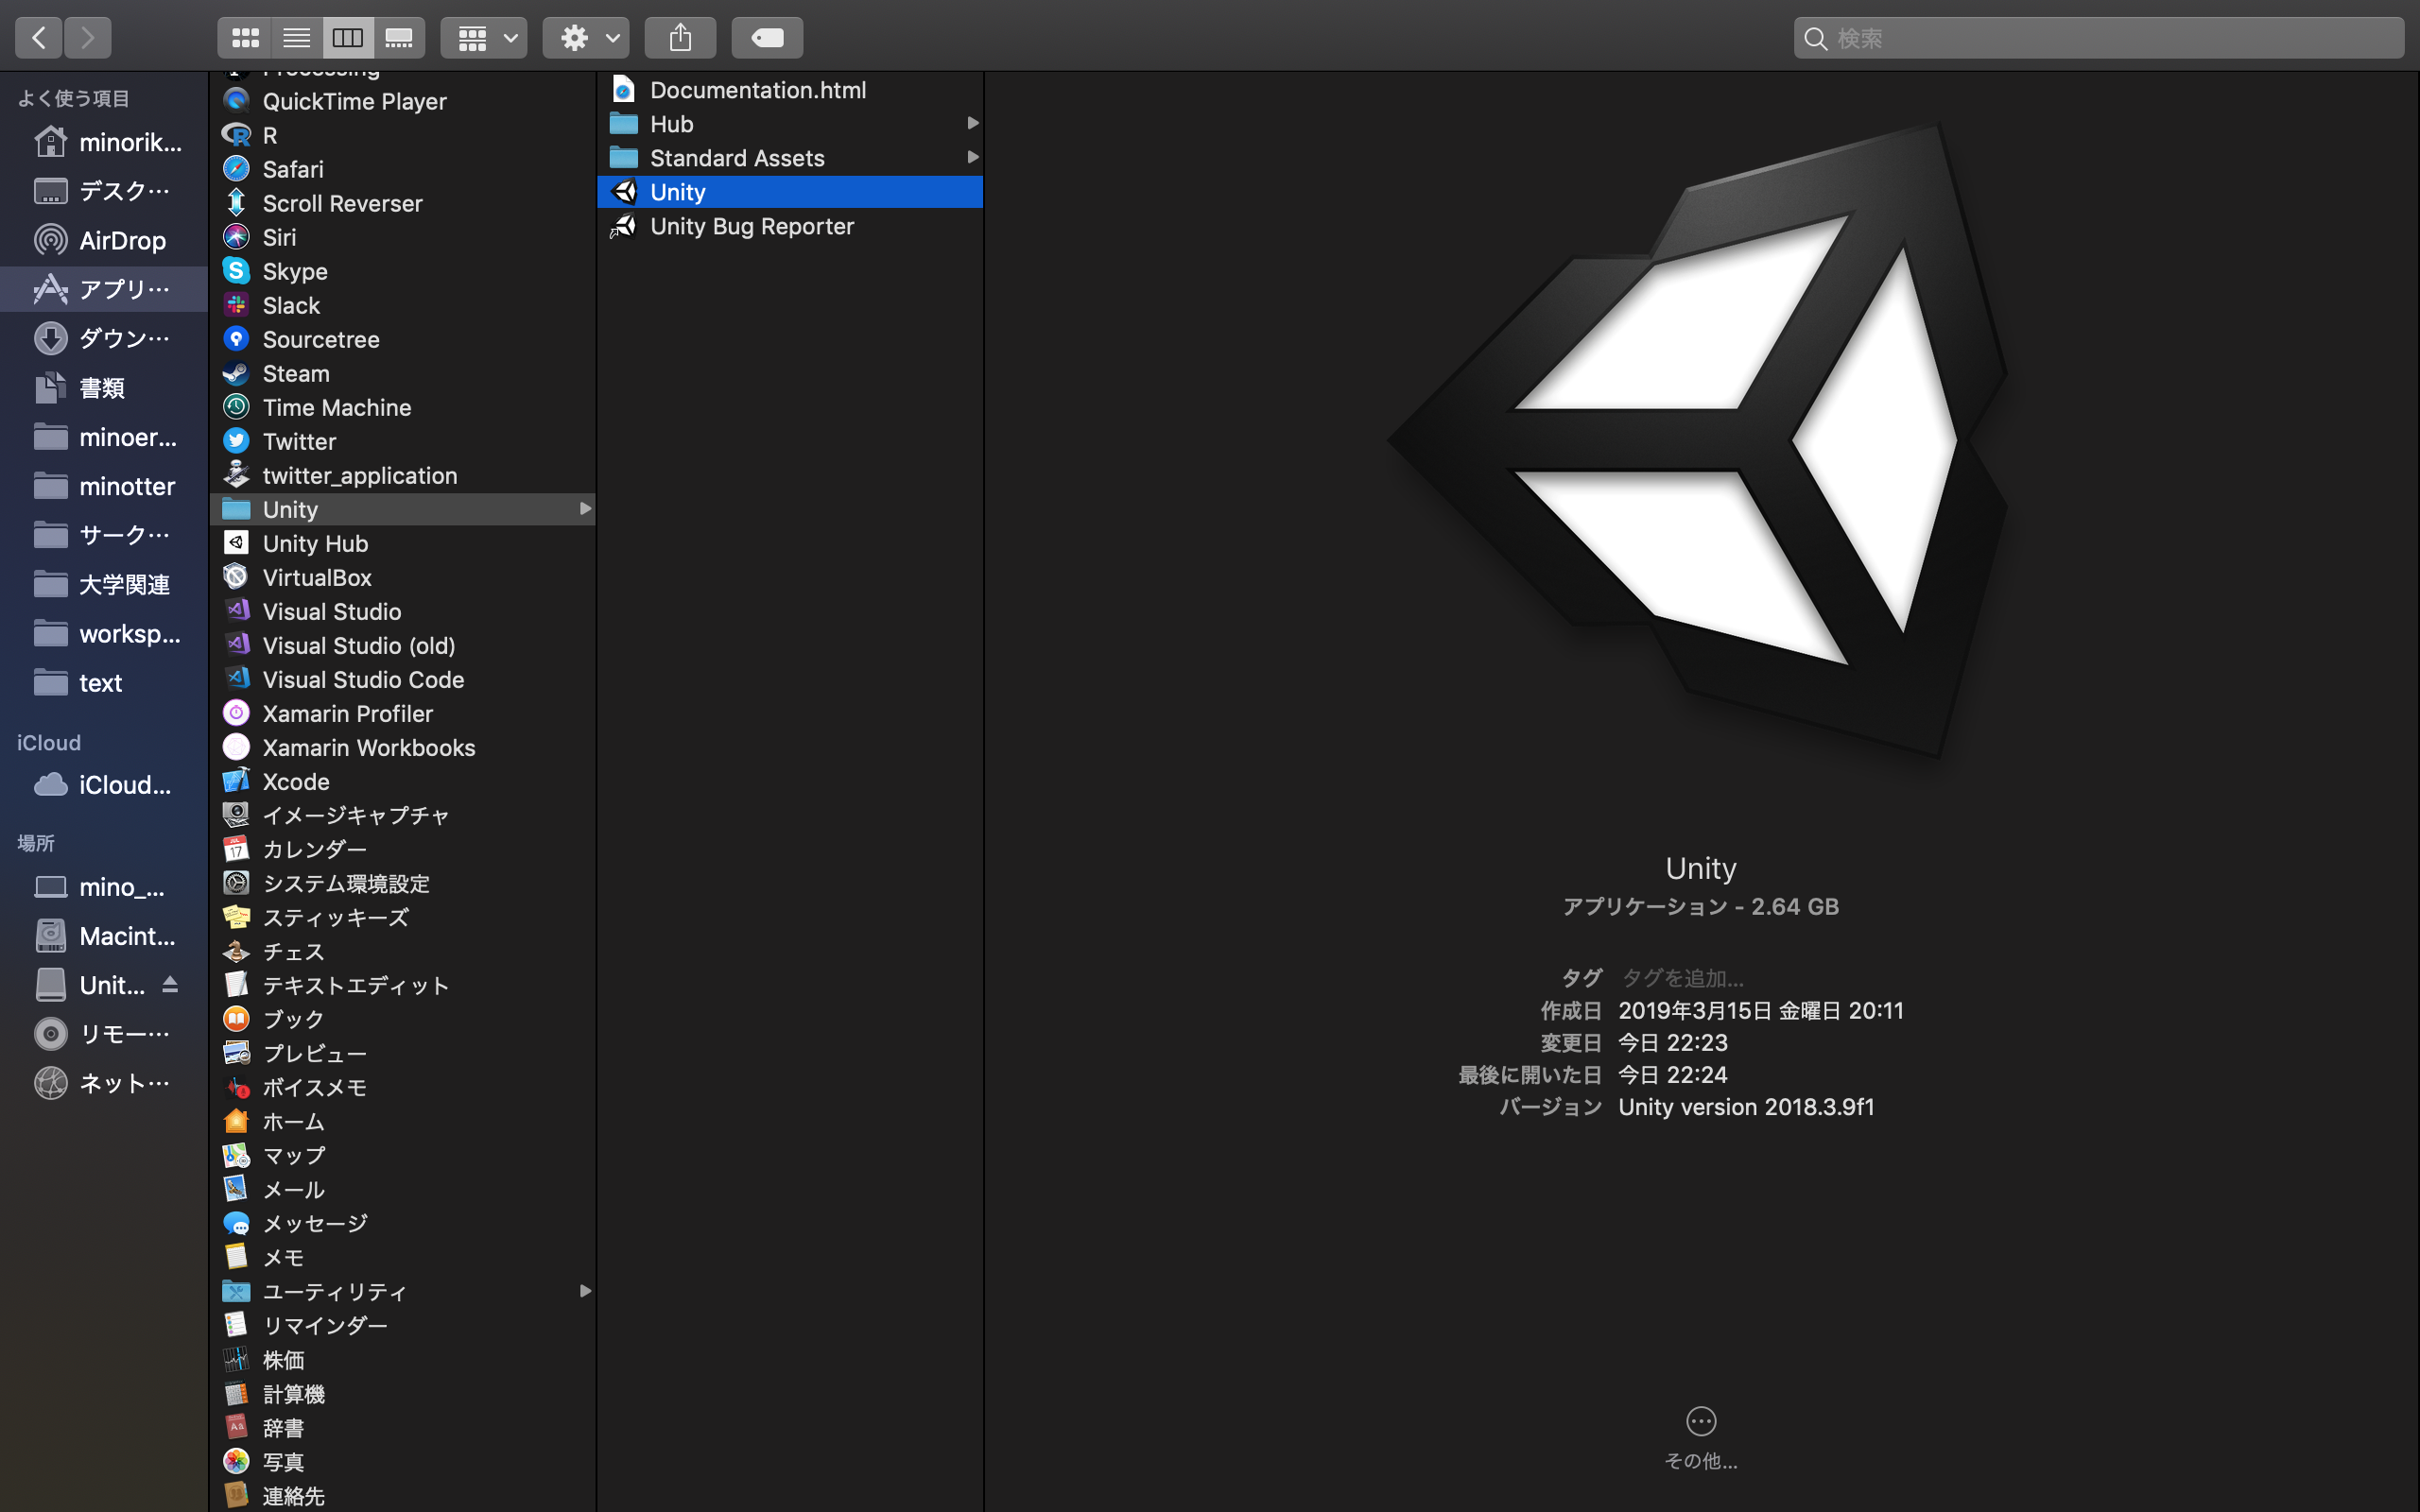 検索
よく使う項目
minorik...
デスク…
AirDrop
アプリ…
ダウン…
書類
minoer...
minotter
サーク…
大学関連
worksp...
text
iCloud
iCloud...
場所
mino_...
Macint...
Unit...
リモー…
ネット…
Processing
QuickTime Player
R
Safari
Scroll Reverser
Siri
Skype
Slack
Sourcetree
Steam
Time Machine
Twitter
twitter_application
Unity
Unity Hub
VirtualBox
Visual Studio
Visual Studio (old)
Visual Studio Code
Xamarin Profiler
Xamarin Workbooks
Xcode
イメージキャプチャ
カレンダー
システム環境設定
スティッキーズ
チェス
テキストエディット
ブック
プレビュー
ボイスメモ
ホーム
マップ
メール
メッセージ
メモ
ユーティリティ
リマインダー
株価
計算機
辞書
写真
連絡先
Documentation.html
Hub
Standard Assets
Unity
Unity Bug Reporter
Unity
アプリケーション - 2.64 GB
タグ タグを追加...
作成日 2019年3月15日 金曜日 20:11
変更日 今日 22:23
最後に開いた日 今日 22:24
バージョン Unity version 2018.3.9f1
その他...